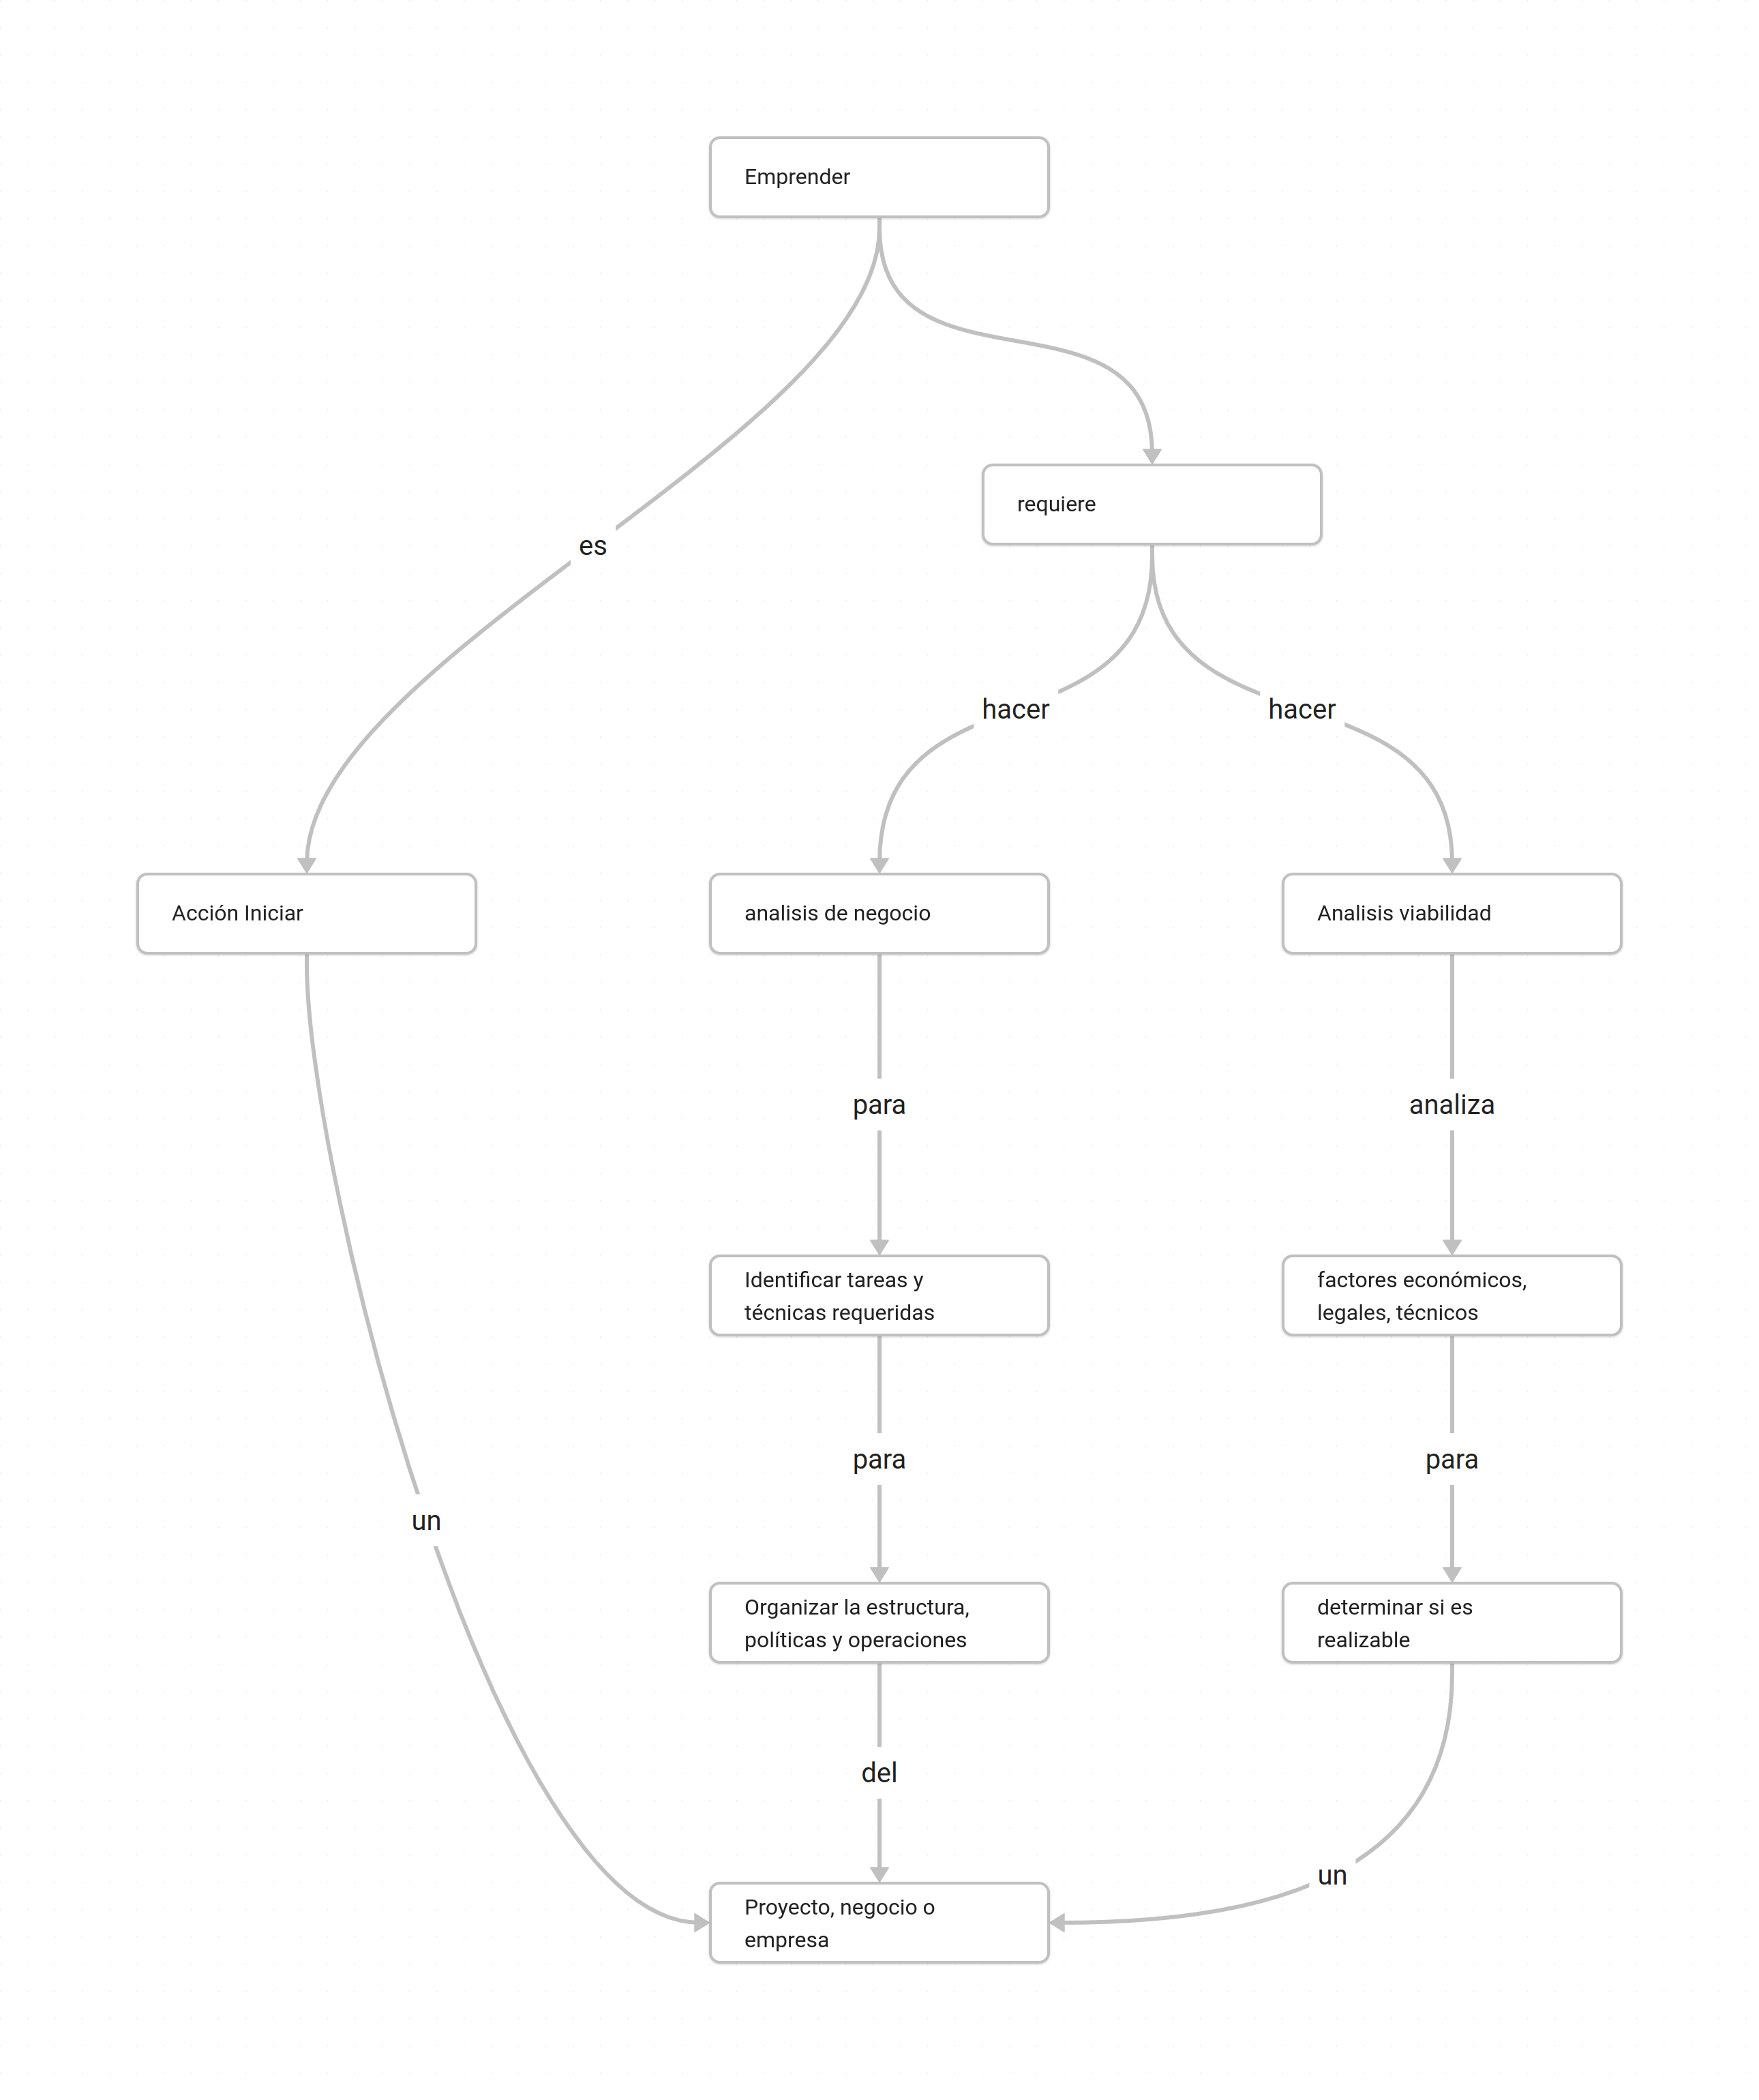 Emprender
requiere
es
hacer
hacer
Acción Iniciar
analisis de negocio
Analisis viabilidad
para
analiza
Identificar tareas y
técnicas requeridas
factores económicos,
legales, técnicos
para
para
un
Organizar la estructura,
políticas y operaciones
determinar si es
realizable
del
un
Proyecto, negocio o
empresa